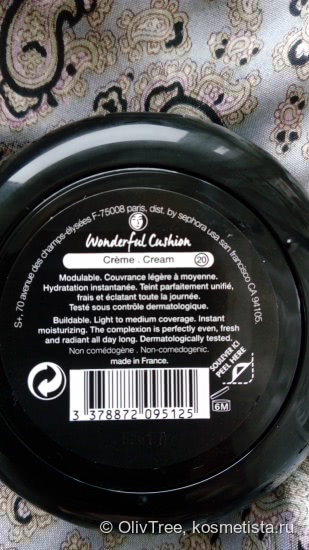 S+. 70 avenue des champs-élysées F-75008 paris, dist. by sephora usa san francisco CA 94105.
Wonderful Cushion
Crème . Cream 20
Modulable. Couvrance légère à moyenne.
Hydratation instantanée. Teint parfaitement unifié,
frais et éclatant toute la journée.
Testé sous contrôle dermatologique.
Buildable. Light to medium coverage. Instant
moisturizing. The complexion is perfectly even, fresh
and radiant all day long. Dermatologically tested.
Non comédogène . Non-comedogenic.
made in France.
SOULEVER ICI
PEEL HERE
3 378872 095125
6M
© OlivTree, kosmetista.ru